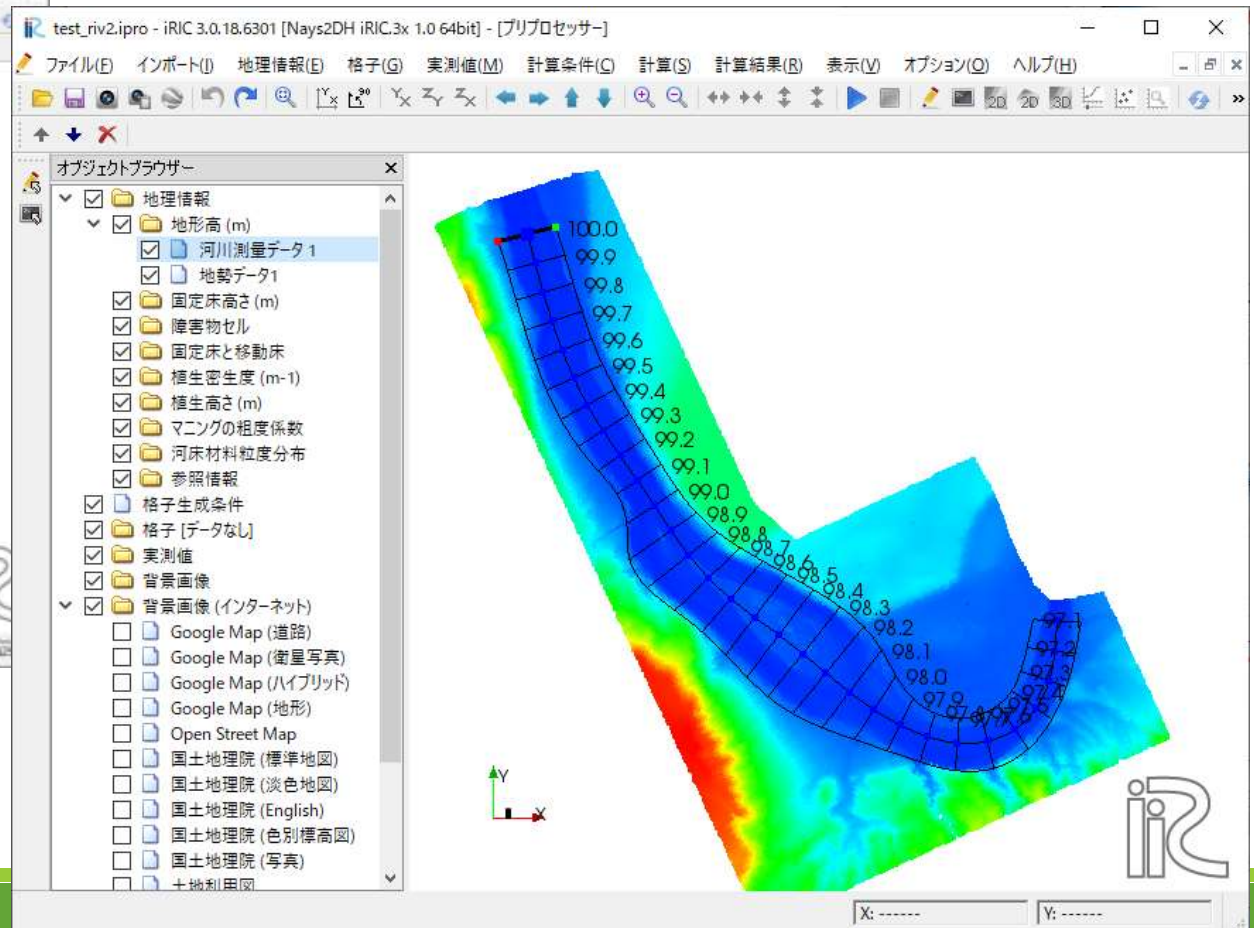 test_riv2.ipro - iRIC 3.0.18.6301 [Nays2DH iRIC.3x 1.0 64bit] - [プリプロセッサー]
ファイル(F) インポート(I) 地理情報(E) 格子(G) 実測値(M) 計算条件(C) 計算(S) 計算結果(R) 表示(V) オプション(O) ヘルプ(H)
オブジェクトブラウザー
地理情報
地形高 (m)
河川測量データ 1
地勢データ1
固定床高さ (m)
障害物セル
固定床と移動床
植生密生度 (m-1)
植生高さ (m)
マニングの粗度係数
河床材料粒度分布
参照情報
格子生成条件
格子 [データなし]
実測値
背景画像
背景画像 (インターネット)
Google Map (道路)
Google Map (衛星写真)
Google Map (ハイブリッド)
Google Map (地形)
Open Street Map
国土地理院 (標準地図)
国土地理院 (淡色地図)
国土地理院 (English)
国土地理院 (色別標高図)
国土地理院 (写真)
土地利用図
100.0
99.9
99.8
99.7
99.6
99.5
99.4
99.3
99.2
99.1
99.0
98.9
98.8
98.7
98.6
98.5
98.4
98.3
98.2
98.1
98.0
97.9
97.6
97.5
97.4
97.3
97.2
97.1
Y
X
iRIC
X: ------
Y: ------